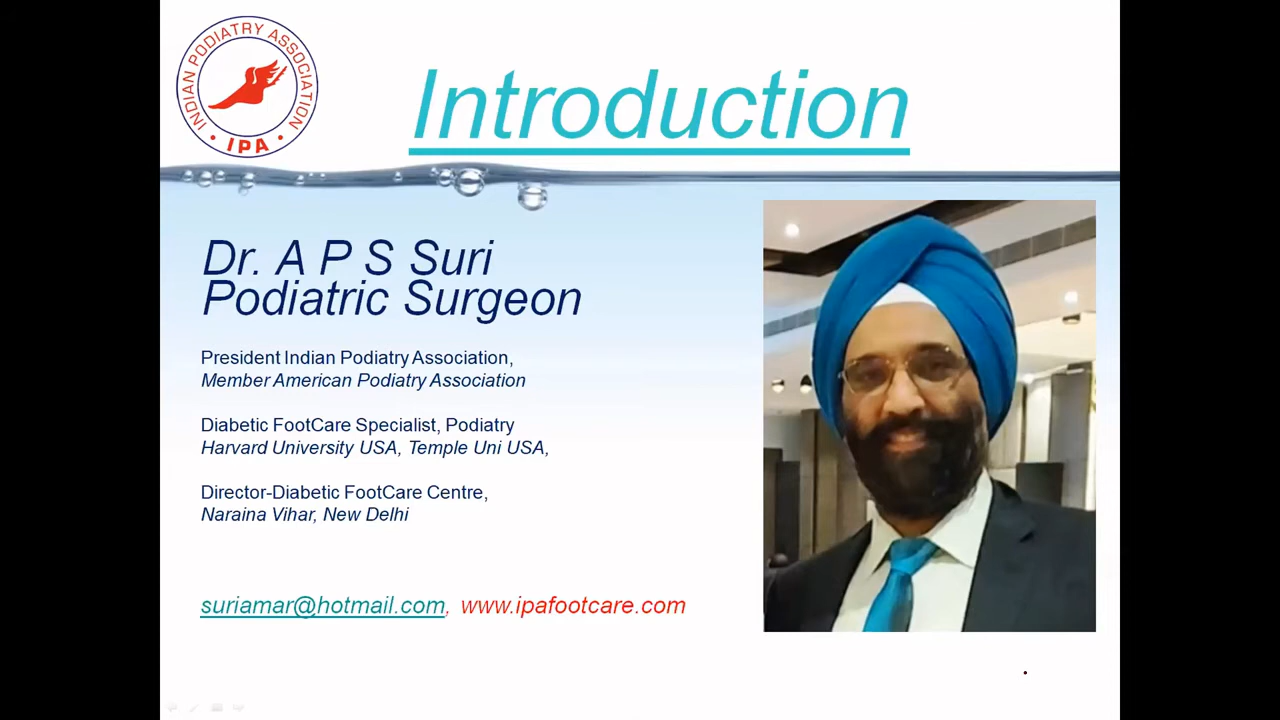 INDIAN PODIATRY ASSOCIATION
IPA
Introduction
Dr. A P S Suri
Podiatric Surgeon
President Indian Podiatry Association,
Member American Podiatry Association
Diabetic FootCare Specialist, Podiatry
Harvard University USA, Temple Uni USA,
Director-Diabetic FootCare Centre,
Naraina Vihar, New Delhi
suriamar@hotmail.com, www.ipafootcare.com